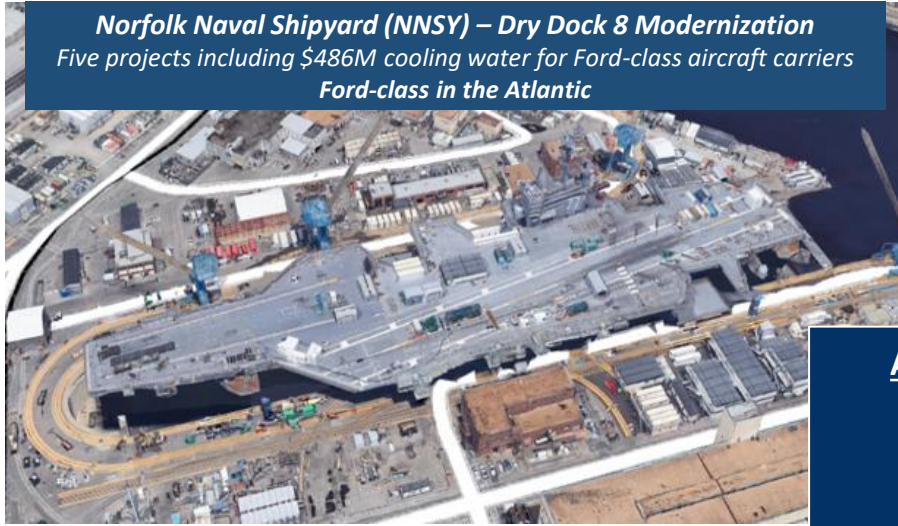 Norfolk Naval Shipyard (NNSY) – Dry Dock 8 Modernization
Five projects including $486M cooling water for Ford-class aircraft carriers
Ford-class in the Atlantic